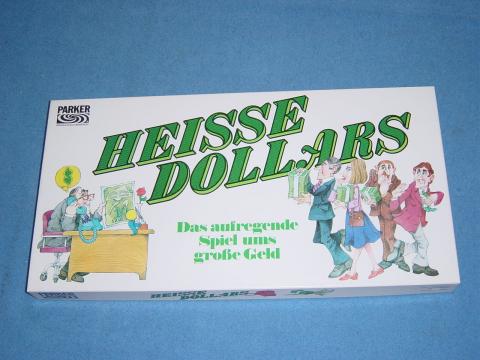 PARKER
HEISSE
DOLLARS
$
Das aufregende
Spiel ums
große Geld
HEISSE DOLLARS